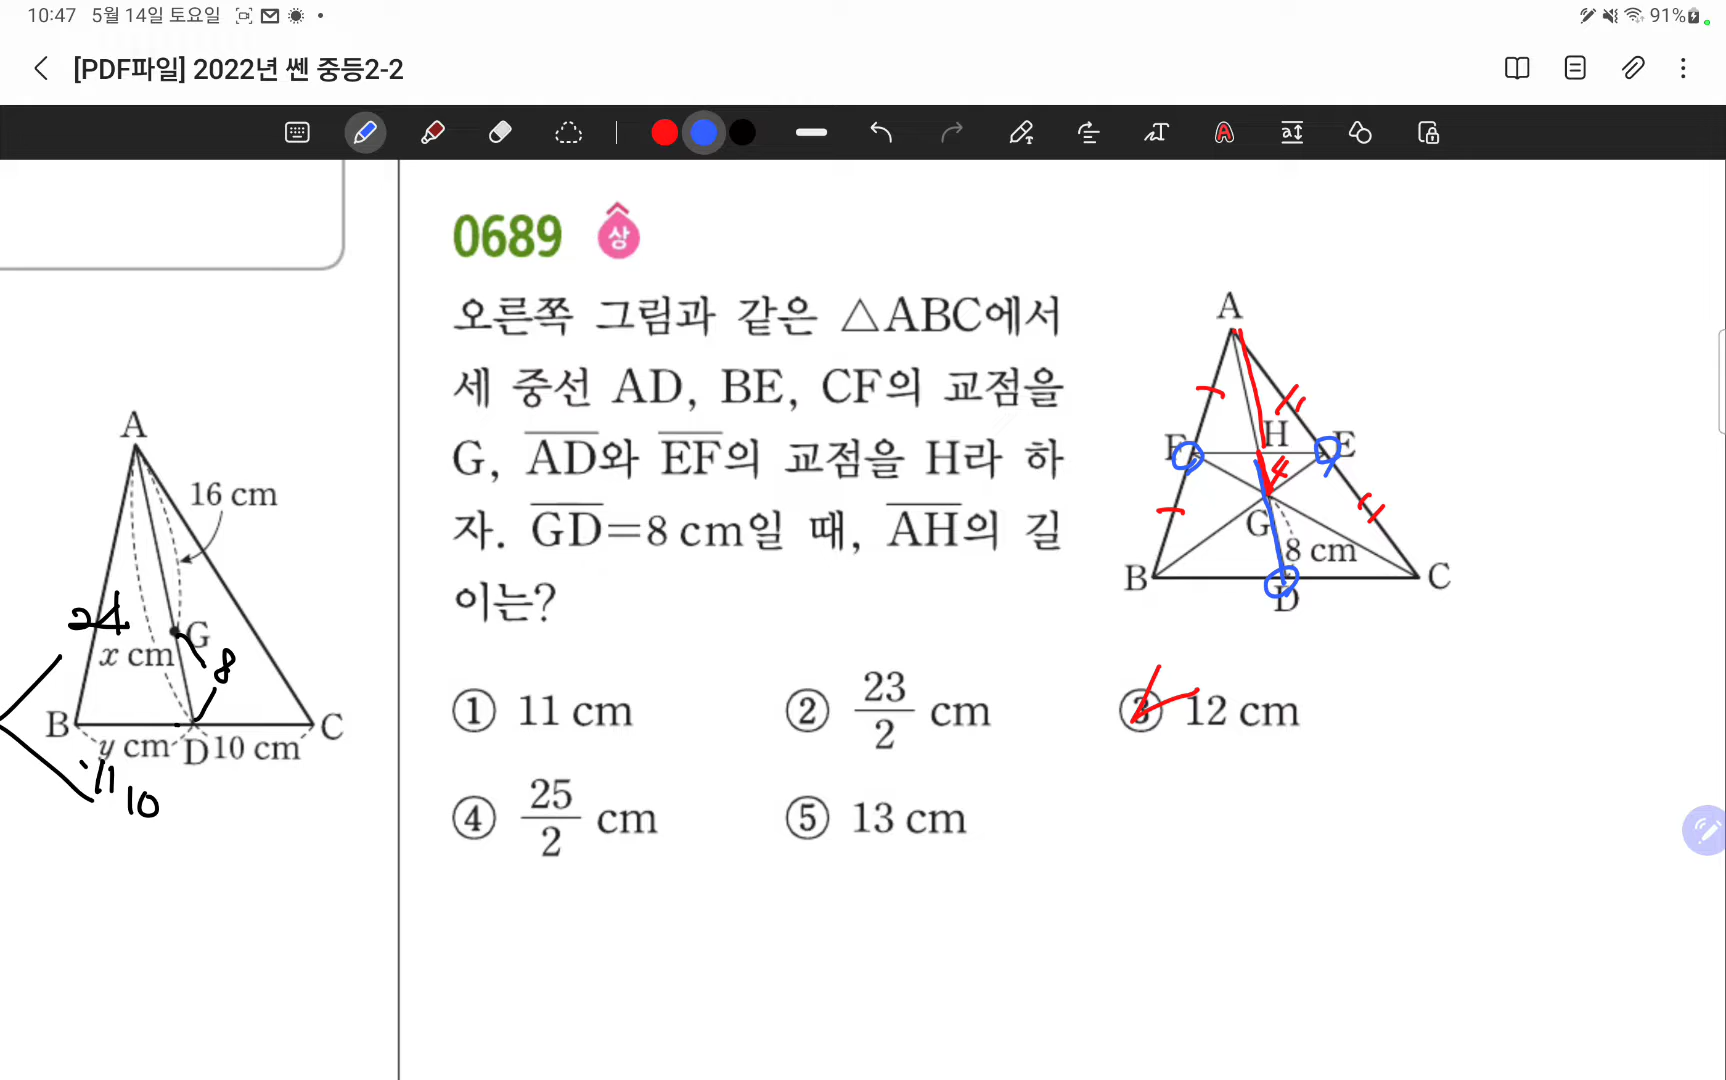 10:47 5월 14일 토요일
91%
[PDF파일] 2022년 쎈 중등2-2
A
16 cm
24
G
x cm
8
B
C
y cm
D
10 cm
10
0689 상
오른쪽 그림과 같은 △ABC에서
세 중선 AD, BE, CF의 교점을
G, AD와 EF의 교점을 H라 하
자. GD=8 cm일 때, AH의 길
이는?
A
F
H
E
4
G
8 cm
B
D
C
① 11 cm
② 23/2 cm
③ 12 cm
④ 25/2 cm
⑤ 13 cm